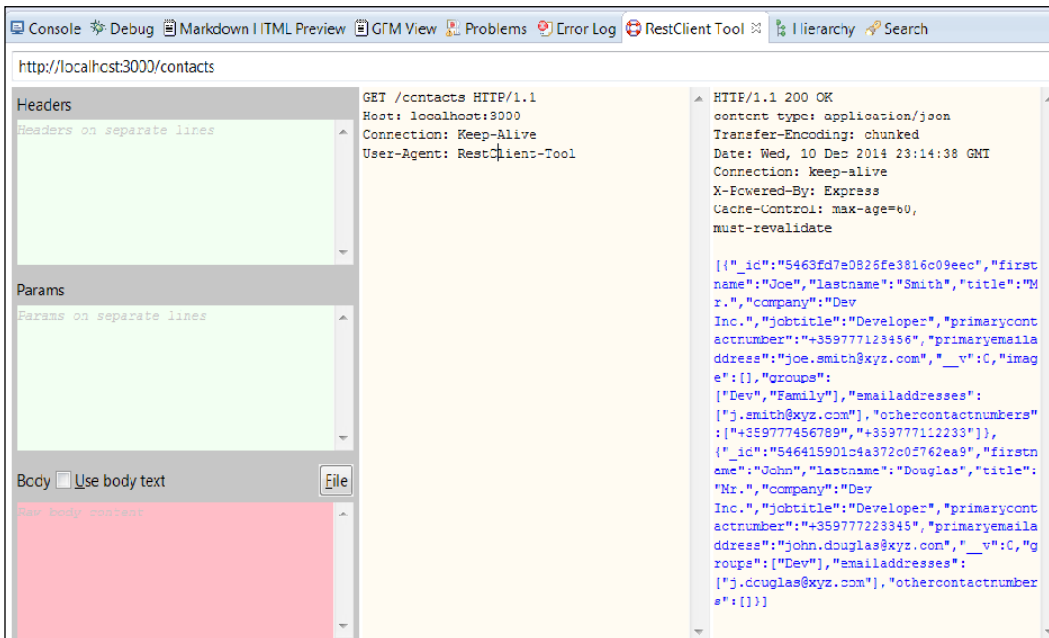 Console Debug Markdown HTML Preview GFM View Problems Error Log RestClient Tool Hierarchy Search
http://localhost:3000/contacts
Headers
Headers on separate lines
Params
Params on separate lines
Body Use body text File
Raw body content
GET /contacts HTTP/1.1
Host: localhost:3000
Connection: Keep-Alive
User-Agent: RestClient-Tool
HTTP/1.1 200 OK
content-type: application/json
Transfer-Encoding: chunked
Date: Wed, 10 Dec 2014 23:14:38 GMT
Connection: keep-alive
X-Powered-By: Express
Cache-Control: max-age=60,
must-revalidate
[{"_id":"5463fd7e0826fe3816c09eec","first
name":"Joe","lastname":"Smith","title":"M
r.","company":"Dev
Inc.","jobtitle":"Developer","primarycont
actnumber":"+359777123456","primaryemaila
ddress":"joe.smith@xyz.com","__v":0,"imag
e":[],"groups":
["Dev","Family"],"emailaddresses":
["j.smith@xyz.com"],"othercontactnumbers"
:["+359777456789","+359777112233"]},
{"_id":"546415901c4a372c0f762ea9","firstn
ame":"John","lastname":"Douglas","title":
"Mr.","company":"Dev
Inc.","jobtitle":"Developer","primarycont
actnumber":"+359777223345","primaryemaila
ddress":"john.douglas@xyz.com","__v":0,"g
roups":["Dev"],"emailaddresses":
["j.douglas@xyz.com"],"othercontactnumber
s":[]}]